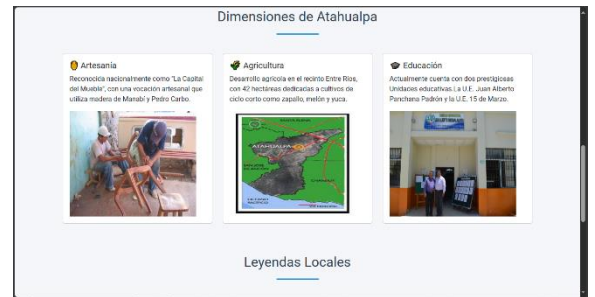 Dimensiones de Atahualpa
Artesanía
Reconocida nacionalmente como "La Capital
del Mueble", con una vocación artesanal que
utiliza madera de Manabí y Pedro Carbo.
Agricultura
Desarrollo agrícola en el recinto Entre Ríos,
con 42 hectáreas dedicadas a cultivos de
ciclo corto como zapallo, melón y yuca.
ATAHUALPA
Educación
Actualmente cuenta con dos prestigiosas
Unidades educativas La U.E. Juan Alberto
Panchana Padrón y la U.E. 15 de Marzo.
Leyendas Locales